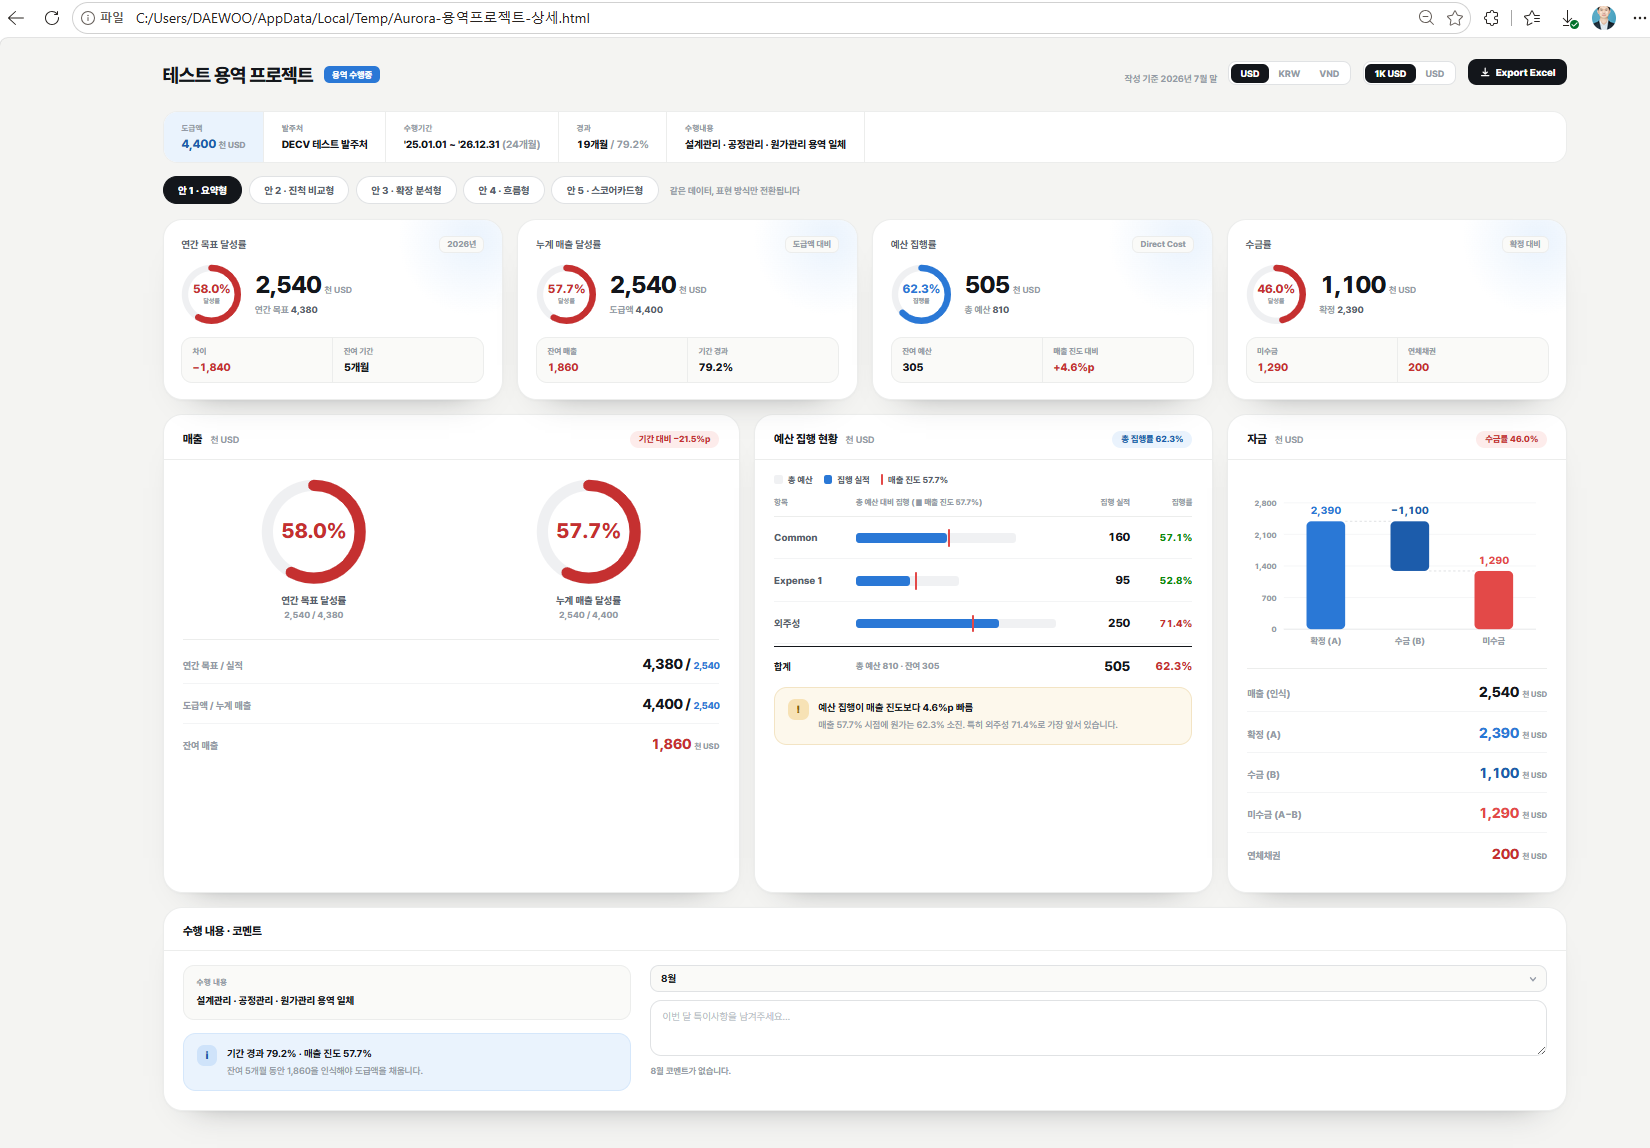 파일 C:/Users/DAEWOO/AppData/Local/Temp/Aurora-용역프로젝트-상세.html
테스트 용역 프로젝트 용역 수행중
작성 기준 2026년 7월 말 USD KRW VND 1K USD USD Export Excel
도급액
4,400 천 USD
발주처
DECV 테스트 발주처
수행기간
'25.01.01 ~ '26.12.31 (24개월)
경과
19개월 / 79.2%
수행내용
설계관리 · 공정관리 · 원가관리 용역 일체
안 1 · 요약형 안 2 · 진척 비교형 안 3 · 확장 분석형 안 4 · 흐름형 안 5 · 스코어카드형 같은 데이터, 표현 방식만 전환됩니다
연간 목표 달성률 2026년
58.0%
달성률
2,540 천 USD
연간 목표 4,380
차이
−1,840
잔여 기간
5개월
누계 매출 달성률 도급액 대비
57.7%
달성률
2,540 천 USD
도급액 4,400
잔여 매출
1,860
기간 경과
79.2%
예산 집행률 Direct Cost
62.3%
집행률
505 천 USD
총 예산 810
잔여 예산
305
매출 진도 대비
+4.6%p
수금률 확정 대비
46.0%
달성률
1,100 천 USD
확정 2,390
미수금
1,290
연체채권
200
매출 천 USD 기간 대비 −21.5%p
58.0%
연간 목표 달성률
2,540 / 4,380
57.7%
누계 매출 달성률
2,540 / 4,400
연간 목표 / 실적 4,380 / 2,540
도급액 / 누계 매출 4,400 / 2,540
잔여 매출 1,860 천 USD
예산 집행 현황 천 USD 총 집행률 62.3%
총 예산 집행 실적 매출 진도 57.7%
항목 총 예산 대비 집행 (■ 매출 진도 57.7%) 집행 실적 집행률
Common 160 57.1%
Expense 1 95 52.8%
외주성 250 71.4%
합계 총 예산 810 · 잔여 305 505 62.3%
! 예산 집행이 매출 진도보다 4.6%p 빠름
매출 57.7% 시점에 원가는 62.3% 소진. 특히 외주성 71.4%로 가장 앞서 있습니다.
자금 천 USD 수금률 46.0%
2,800
2,100
1,400
700
0
2,390
−1,100
1,290
확정 (A) 수금 (B) 미수금
매출 (인식) 2,540 천 USD
확정 (A) 2,390 천 USD
수금 (B) 1,100 천 USD
미수금 (A−B) 1,290 천 USD
연체채권 200 천 USD
수행 내용 · 코멘트
수행 내용
설계관리 · 공정관리 · 원가관리 용역 일체
i 기간 경과 79.2% · 매출 진도 57.7%
잔여 5개월 동안 1,860을 인식해야 도급액을 채웁니다.
8월
이번 달 특이사항을 남겨주세요...
8월 코멘트가 없습니다.